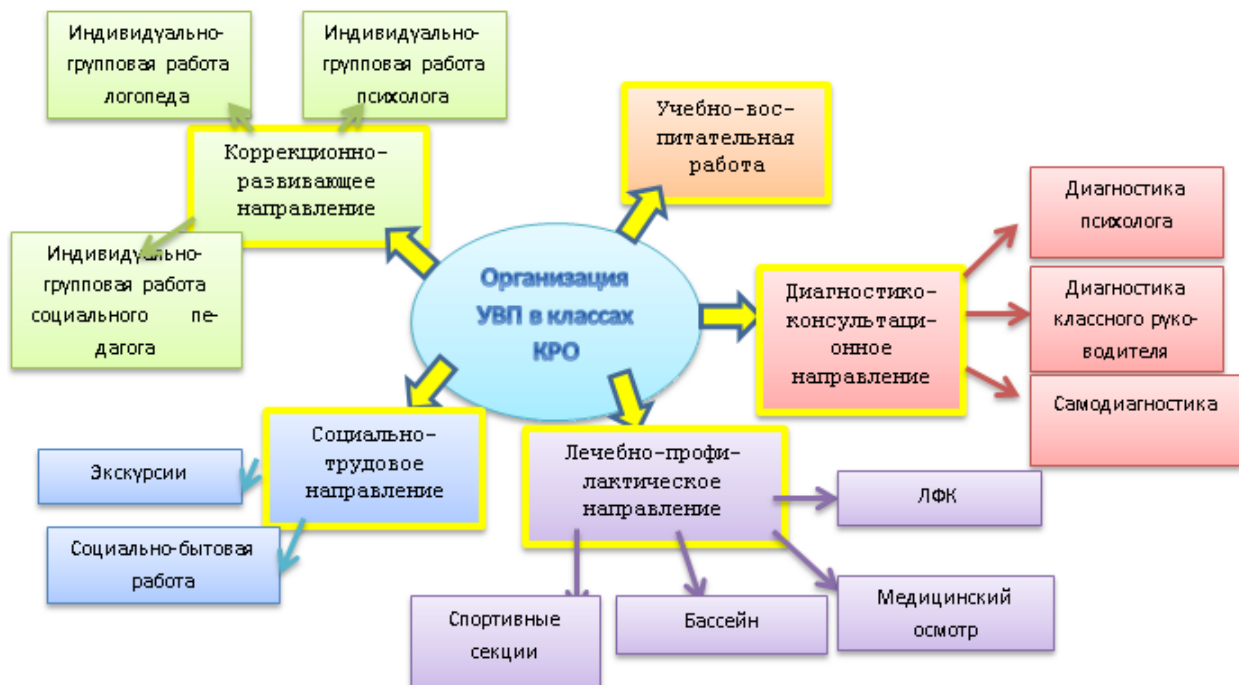 Индивидуально-
групповая работа
логопеда
Индивидуально-
групповая работа
психолога
Учебно-вос-
питательная
работа
Коррекционно-
развивающее
направление
Диагностика
психолога
Индивидуально-
групповая работа
социального пе-
дагога
Организация
УВП в классах
КРО
Диагностико-
консультаци-
онное
направление
Диагностика
классного руко-
водителя
Самодиагностика
Социально-
трудовое
направление
Лечебно-профи-
лактическое
направление
Экскурсии
ЛФК
Социально-бытовая
работа
Спортивные
секции
Бассейн
Медицинский
осмотр